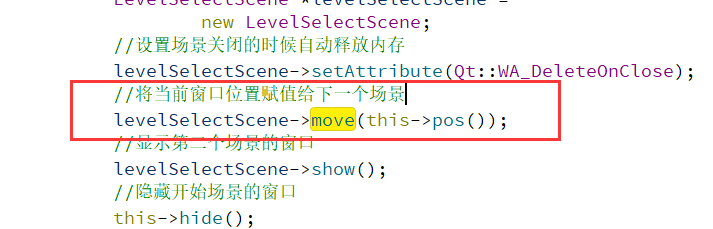 LevelSelectScene *levelSelectScene =
new LevelSelectScene;
//设置场景关闭的时候自动释放内存
levelSelectScene->setAttribute(Qt::WA_DeleteOnClose);
//将当前窗口位置赋值给下一个场景
levelSelectScene->move(this->pos());
//显示第二个场景的窗口
levelSelectScene->show();
//隐藏开始场景的窗口
this->hide();